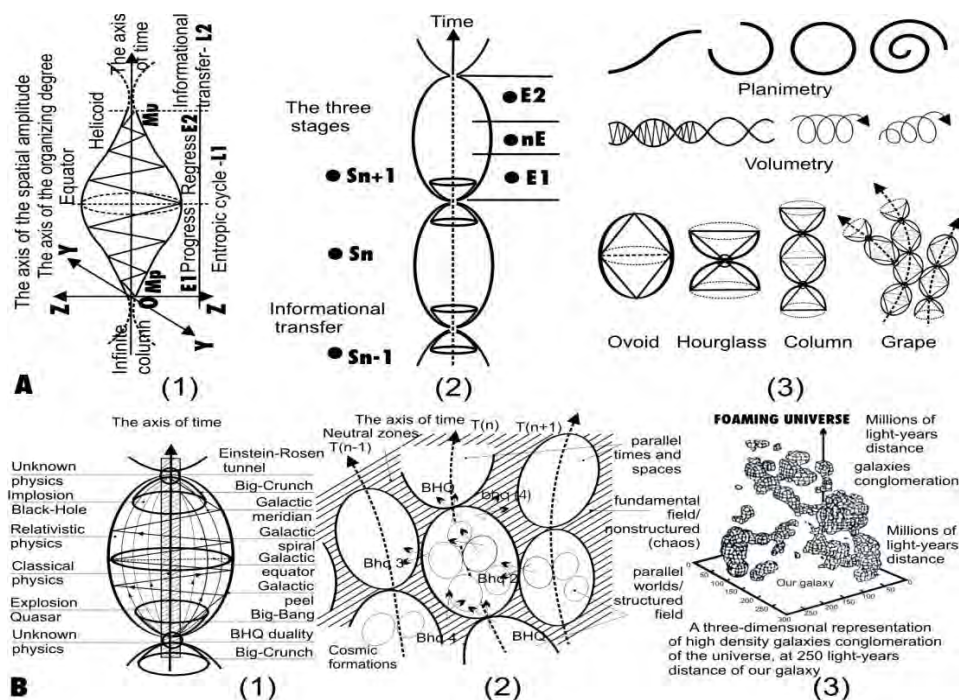 The axis of the spatial amplitude
The axis of the organizing degree
Equator
Helicoid
The axis
of time
Informational
transfer- L2
Mu
E1 Progress
Regress E2
Entropic cycle -L1
Z
Y
O
Mp
Z
Y
Infinite
column
A
(1)
Time
The three
stages
E2
nE
E1
Sn+1
Sn
Informational
transfer
Sn-1
(2)
Planimetry
Volumetry
Ovoid
Hourglass
Column
Grape
(3)
The axis of time
Unknown
physics
Implosion
Black-Hole
Relativistic
physics
Classical
physics
Explosion
Quasar
Unknown
physics
Einstein-Rosen
tunnel
Big-Crunch
Galactic
meridian
Galactic
spiral
Galactic
equator
Galactic
peel
Big-Bang
BHQ duality
Big-Crunch
B
(1)
The axis of time
Neutral zones
T(n-1)
T(n)
T(n+1)
BHQ
bhq (4)
Bhq 3
Bhq 2
Bhq 4
BHQ
Cosmic
formations
parallel
times and
spaces
fundamental
field/
nonstructured
(chaos)
parallel
worlds/
structured
field
(2)
FOAMING UNIVERSE
Millions of
light-years
distance
galaxies
conglomeration
Millions of
light-years
distance
Our galaxy
0
50
100
150
200
250
300
0
A three-dimensional representation
of high density galaxies conglomeration
of the universe, at 250 light-years
distance of our galaxy
(3)